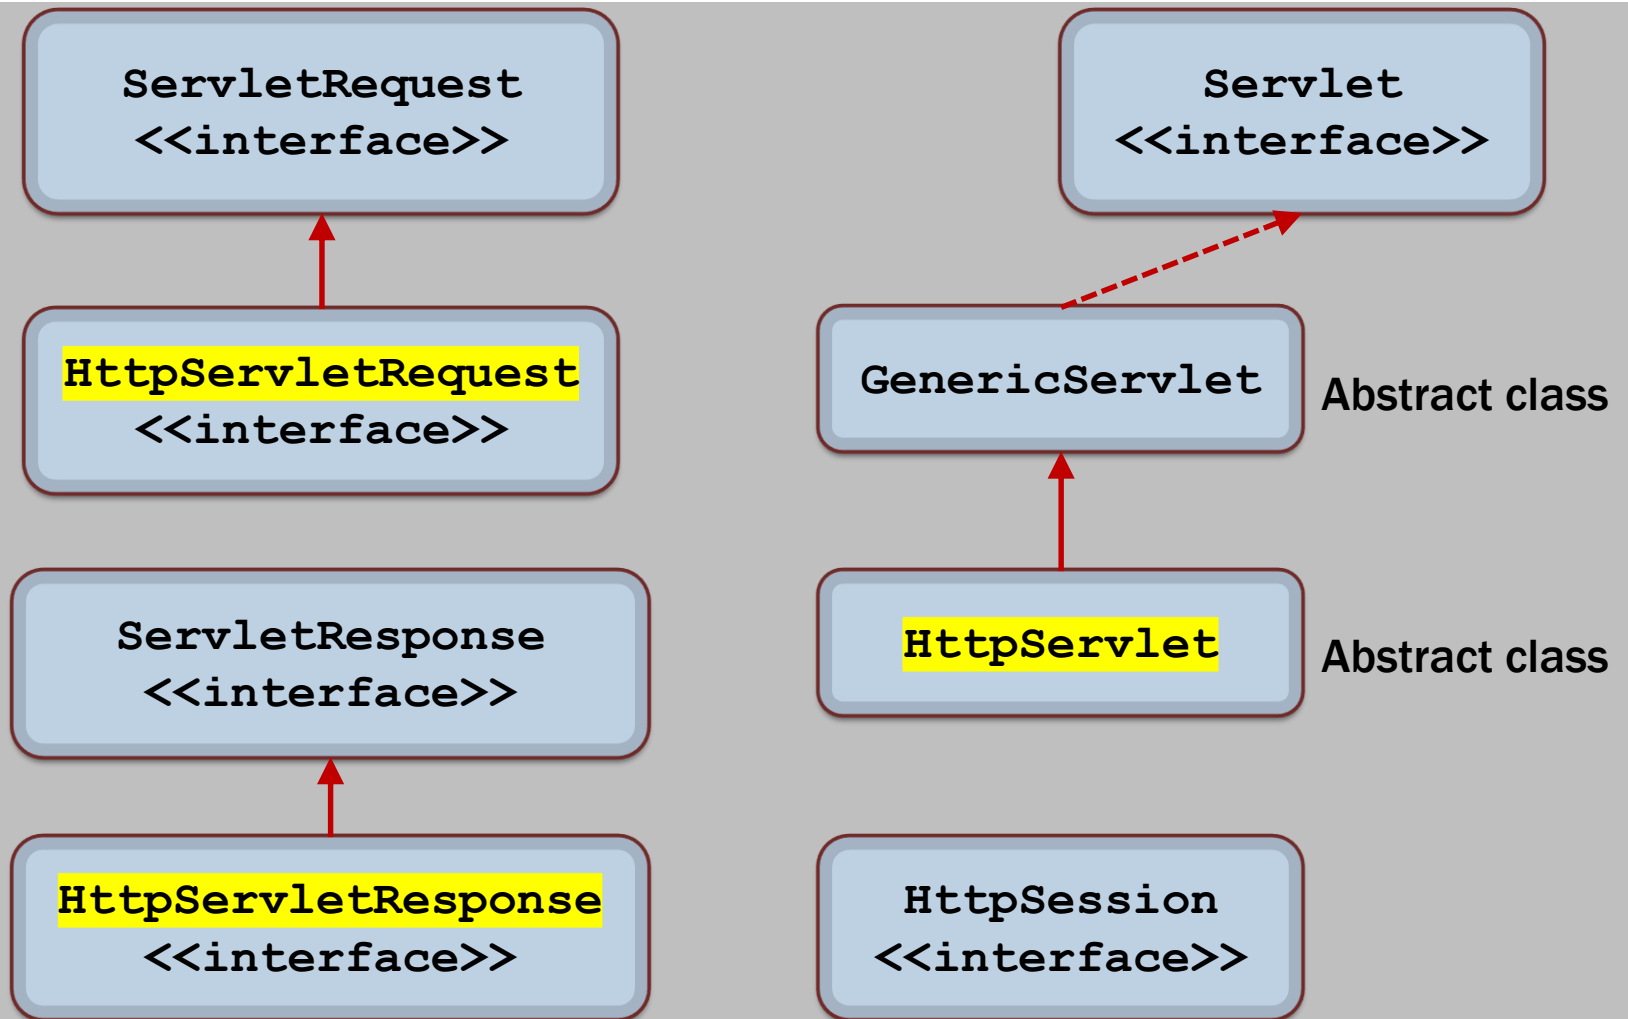 ServletRequest
<<interface>>
Servlet
<<interface>>
HttpServletRequest
<<interface>>
GenericServlet
Abstract class
ServletResponse
<<interface>>
HttpServlet
Abstract class
HttpServletResponse
<<interface>>
HttpSession
<<interface>>